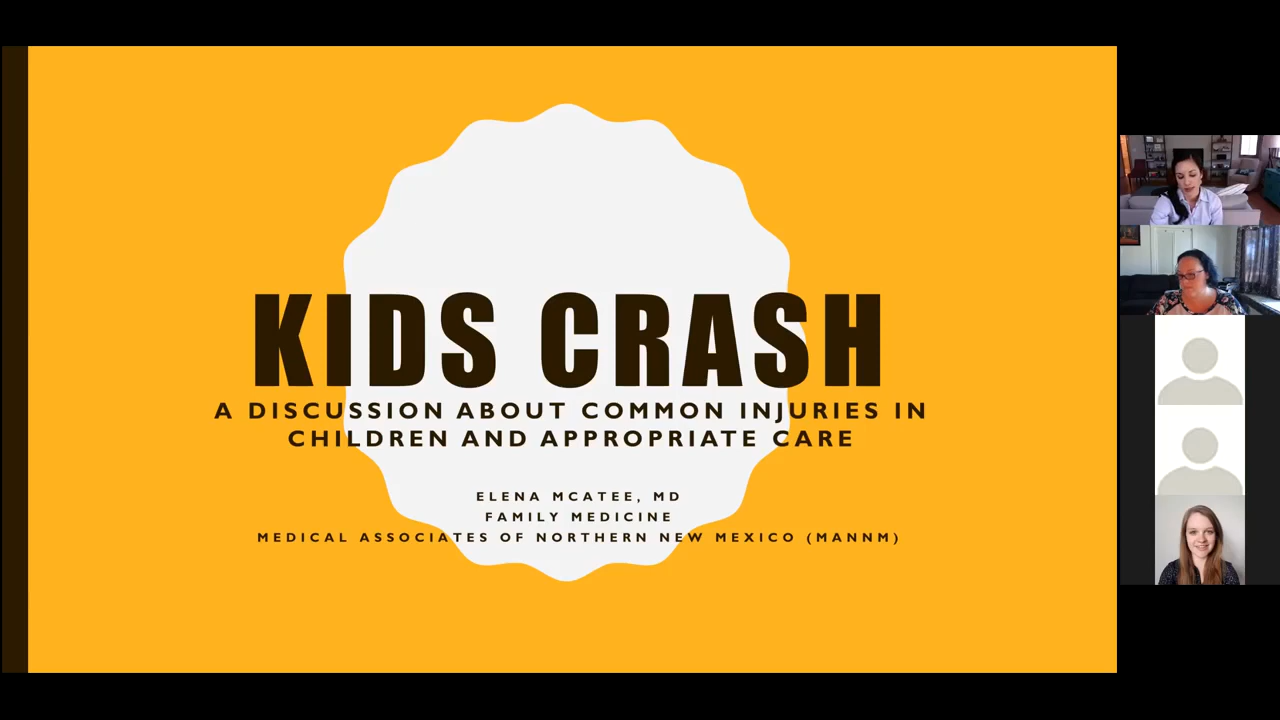 KIDS CRASH
A DISCUSSION ABOUT COMMON INJURIES IN
CHILDREN AND APPROPRIATE CARE
ELENA MCATEE, MD
FAMILY MEDICINE
MEDICAL ASSOCIATES OF NORTHERN NEW MEXICO (MANNM)